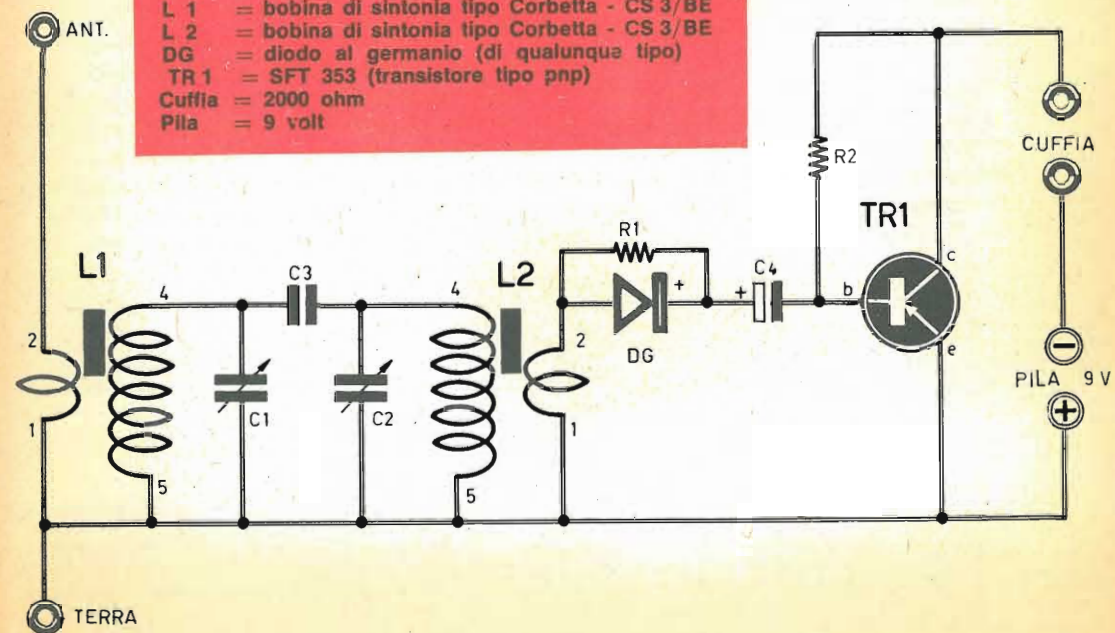 L 1 = bobina di sintonia tipo Corbetta - CS 3/BE
L 2 = bobina di sintonia tipo Corbetta - CS 3/BE
DG = diodo al germanio (di qualunque tipo)
TR 1 = SFT 353 (transistore tipo pnp)
Cuffia = 2000 ohm
Pila = 9 volt
ANT.
CUFFIA
R2
TR1
R1
L1
C3
L2
C4
4
4
+
+
b
c
2
2
DG
e
C1
C2
PILA 9 V
−
+
1
1
5
5
TERRA